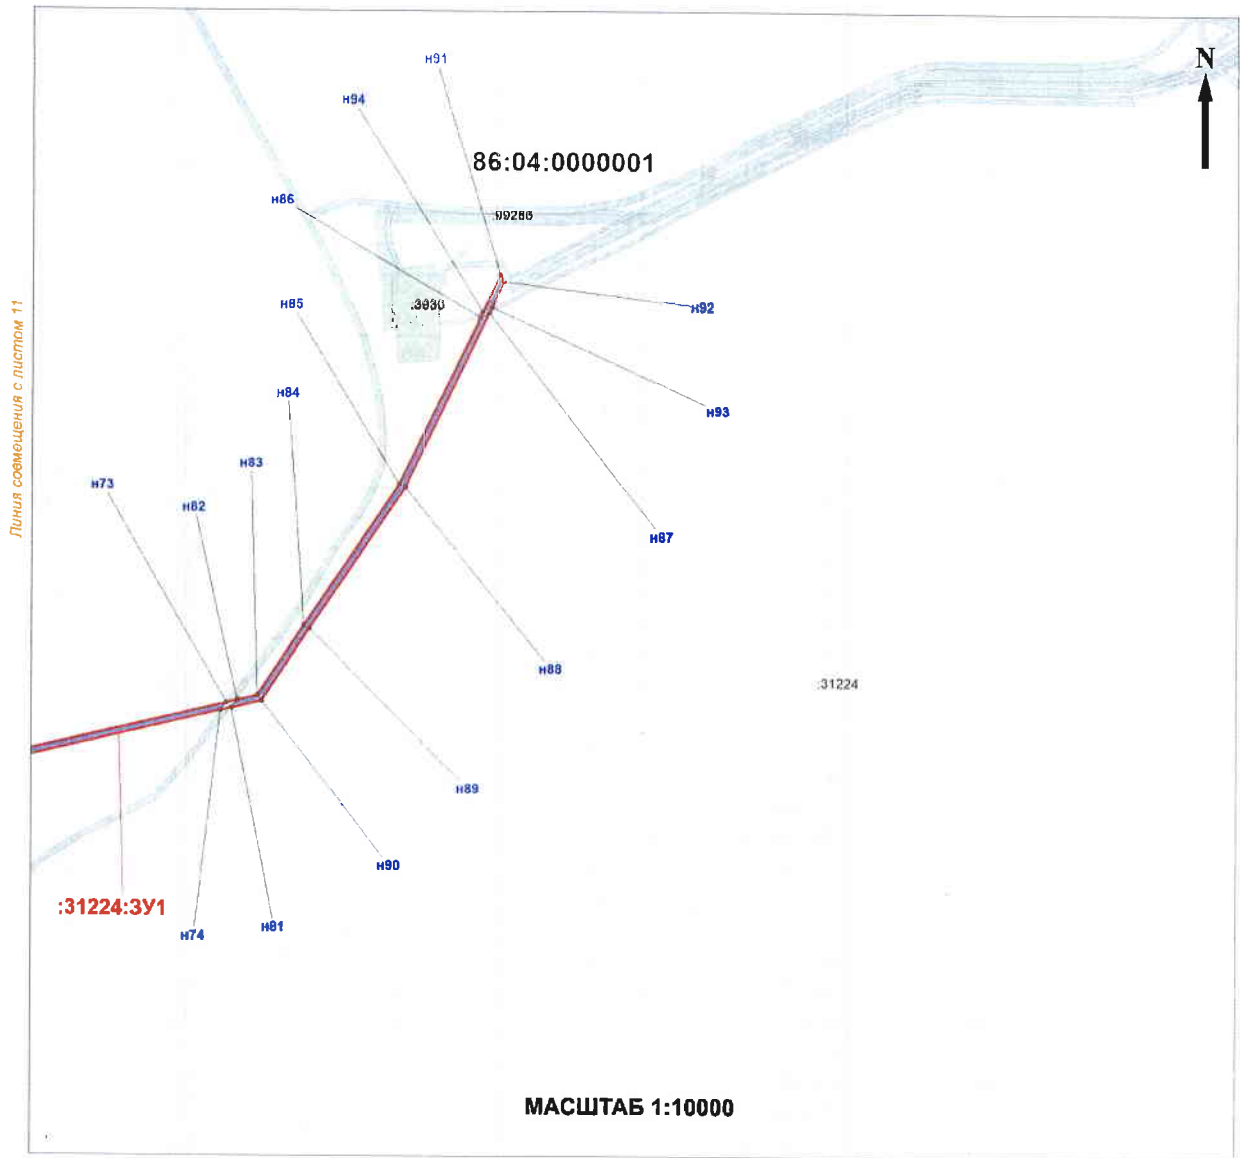 н91
N
н94
86:04:0000001
н86
:99286
н85
:3930
н92
Линия совмещения с листом 11
н84
н93
н83
н73
н82
н87
н88
:31224
н89
н90
:31224:ЗУ1
н74
н81
МАСШТАБ 1:10000